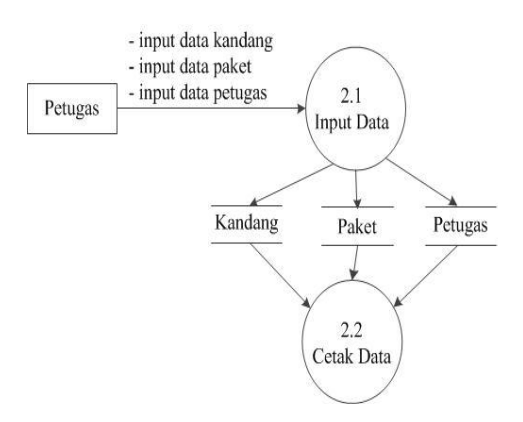 - input data kandang
- input data paket
- input data petugas
Petugas
2.1
Input Data
Kandang
Paket
Petugas
2.2
Cetak Data